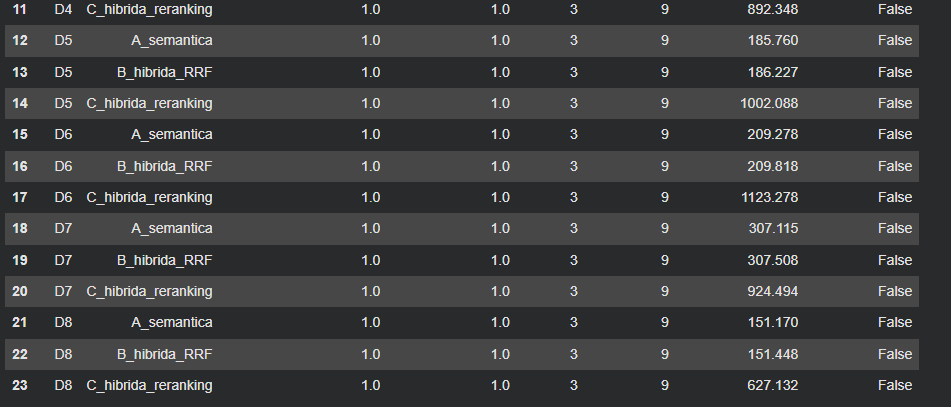 11 D4 C_hibrida_reranking 1.0 1.0 3 9 892.348 False
12 D5 A_semantica 1.0 1.0 3 9 185.760 False
13 D5 B_hibrida_RRF 1.0 1.0 3 9 186.227 False
14 D5 C_hibrida_reranking 1.0 1.0 3 9 1002.088 False
15 D6 A_semantica 1.0 1.0 3 9 209.278 False
16 D6 B_hibrida_RRF 1.0 1.0 3 9 209.818 False
17 D6 C_hibrida_reranking 1.0 1.0 3 9 1123.278 False
18 D7 A_semantica 1.0 1.0 3 9 307.115 False
19 D7 B_hibrida_RRF 1.0 1.0 3 9 307.508 False
20 D7 C_hibrida_reranking 1.0 1.0 3 9 924.494 False
21 D8 A_semantica 1.0 1.0 3 9 151.170 False
22 D8 B_hibrida_RRF 1.0 1.0 3 9 151.448 False
23 D8 C_hibrida_reranking 1.0 1.0 3 9 627.132 False